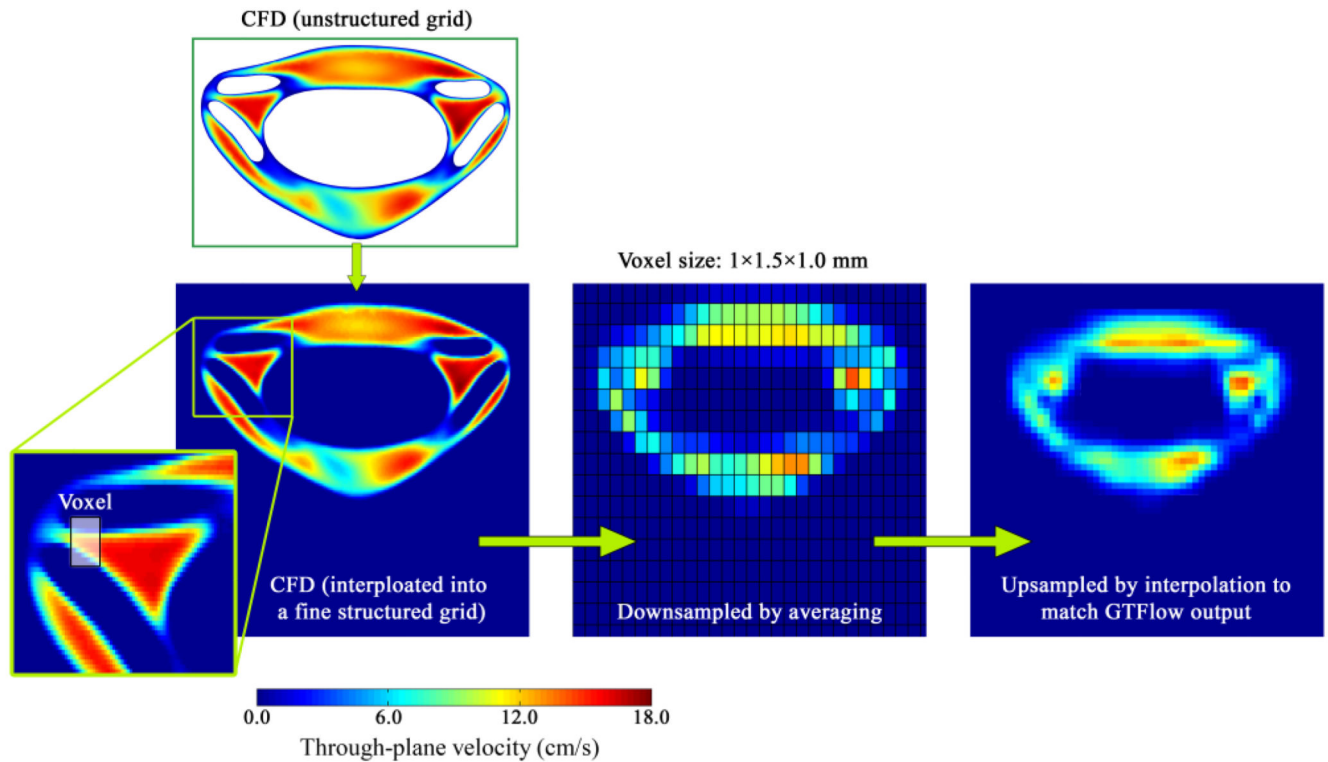 CFD (unstructured grid)
Voxel size: 1×1.5×1.0 mm
Voxel
CFD (interploated into
a fine structured grid)
Downsampled by averaging
Upsampled by interpolation to
match GTFlow output
0.0 6.0 12.0 18.0
Through-plane velocity (cm/s)